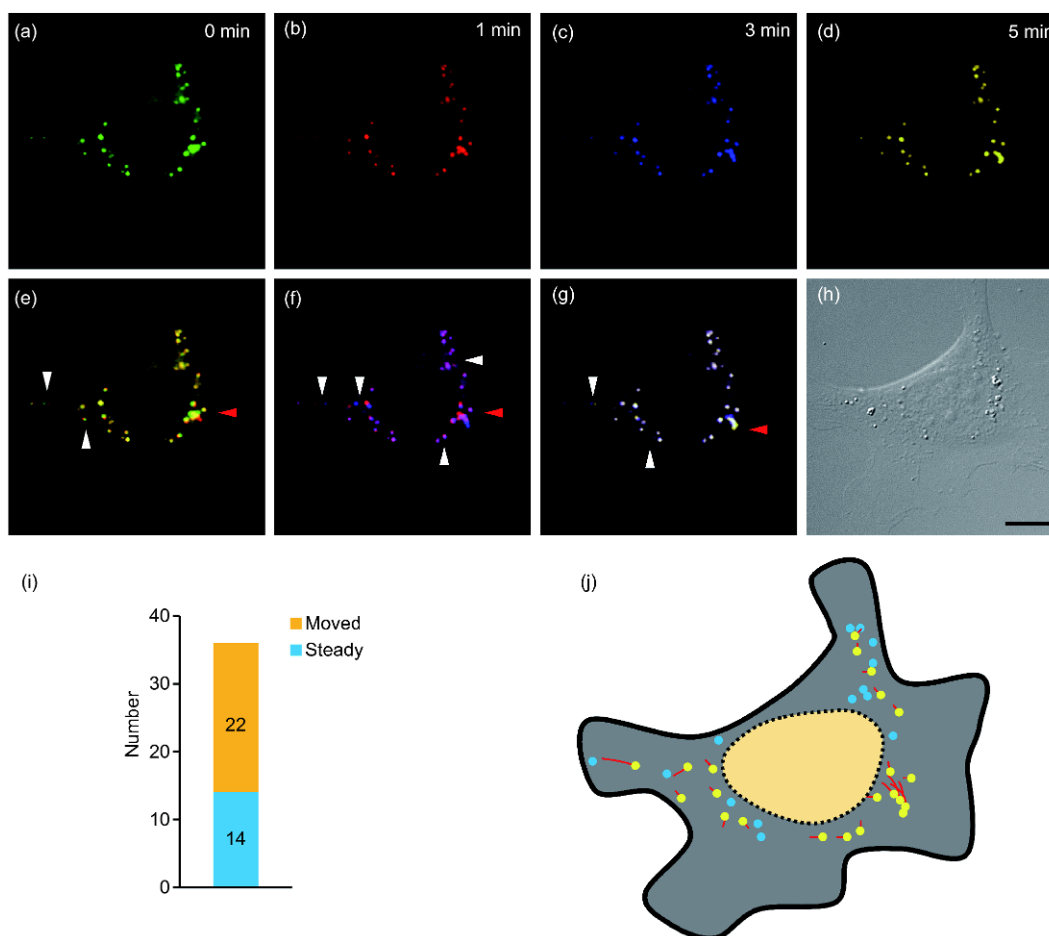 (a) 0 min
(b) 1 min
(c) 3 min
(d) 5 min
(e)
(f)
(g)
(h)
(i)
40
30
20
10
0
Number
22
14
Moved
Steady
(j)